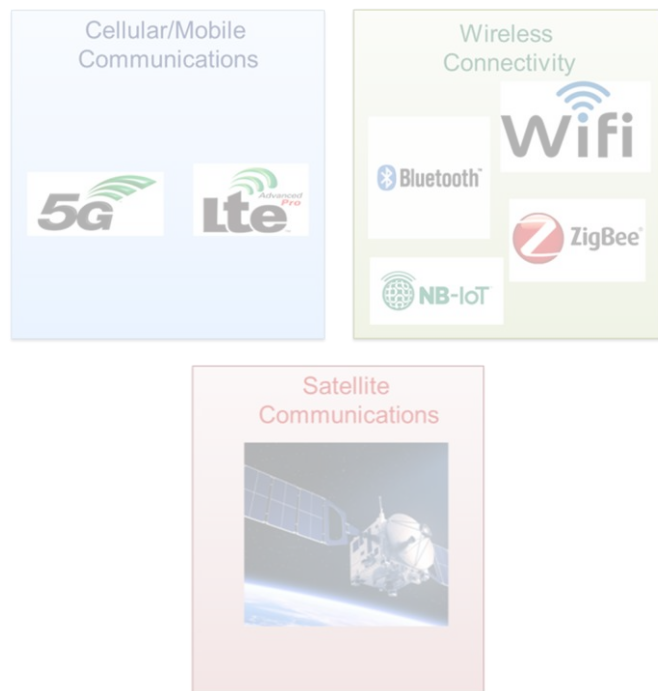 Cellular/Mobile
Communications
5G
Lte
Advanced
Pro
Wireless
Connectivity
Wifi
Bluetooth
ZigBee
NB-IoT
Satellite
Communications